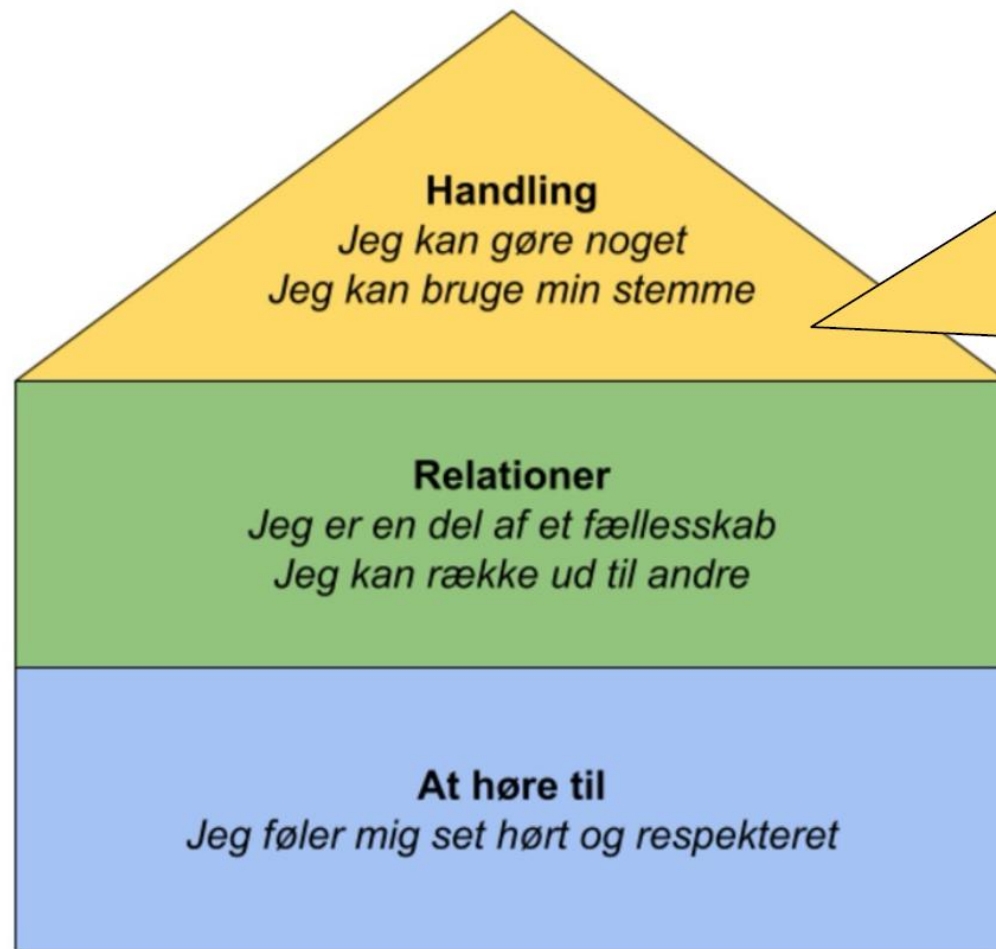 Handling
Jeg kan gøre noget
Jeg kan bruge min stemme
Relationer
Jeg er en del af et fællesskab
Jeg kan række ud til andre
At høre til
Jeg føler mig set hørt og respekteret